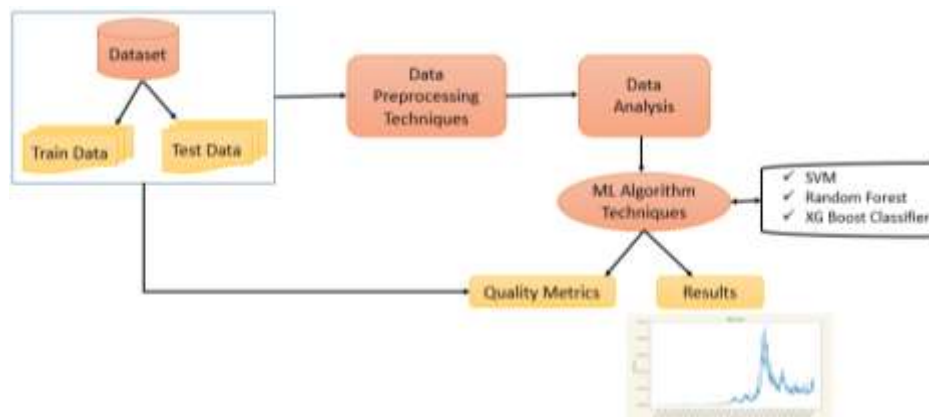 Dataset
Train Data
Test Data
Data
Preprocessing
Techniques
Data
Analysis
ML Algorithm
Techniques
✓ SVM
✓ Random Forest
✓ XG Boost Classifier
Quality Metrics
Results